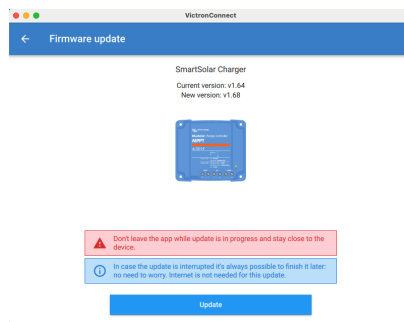 VictronConnect
Firmware update
SmartSolar Charger
Current version: v1.64
New version: v1.68
MPPT
Don't leave the app while update is in progress and stay close to the
device.
In case the update is interrupted it's always possible to finish it later:
no need to worry. Internet is not needed for this update.
Update